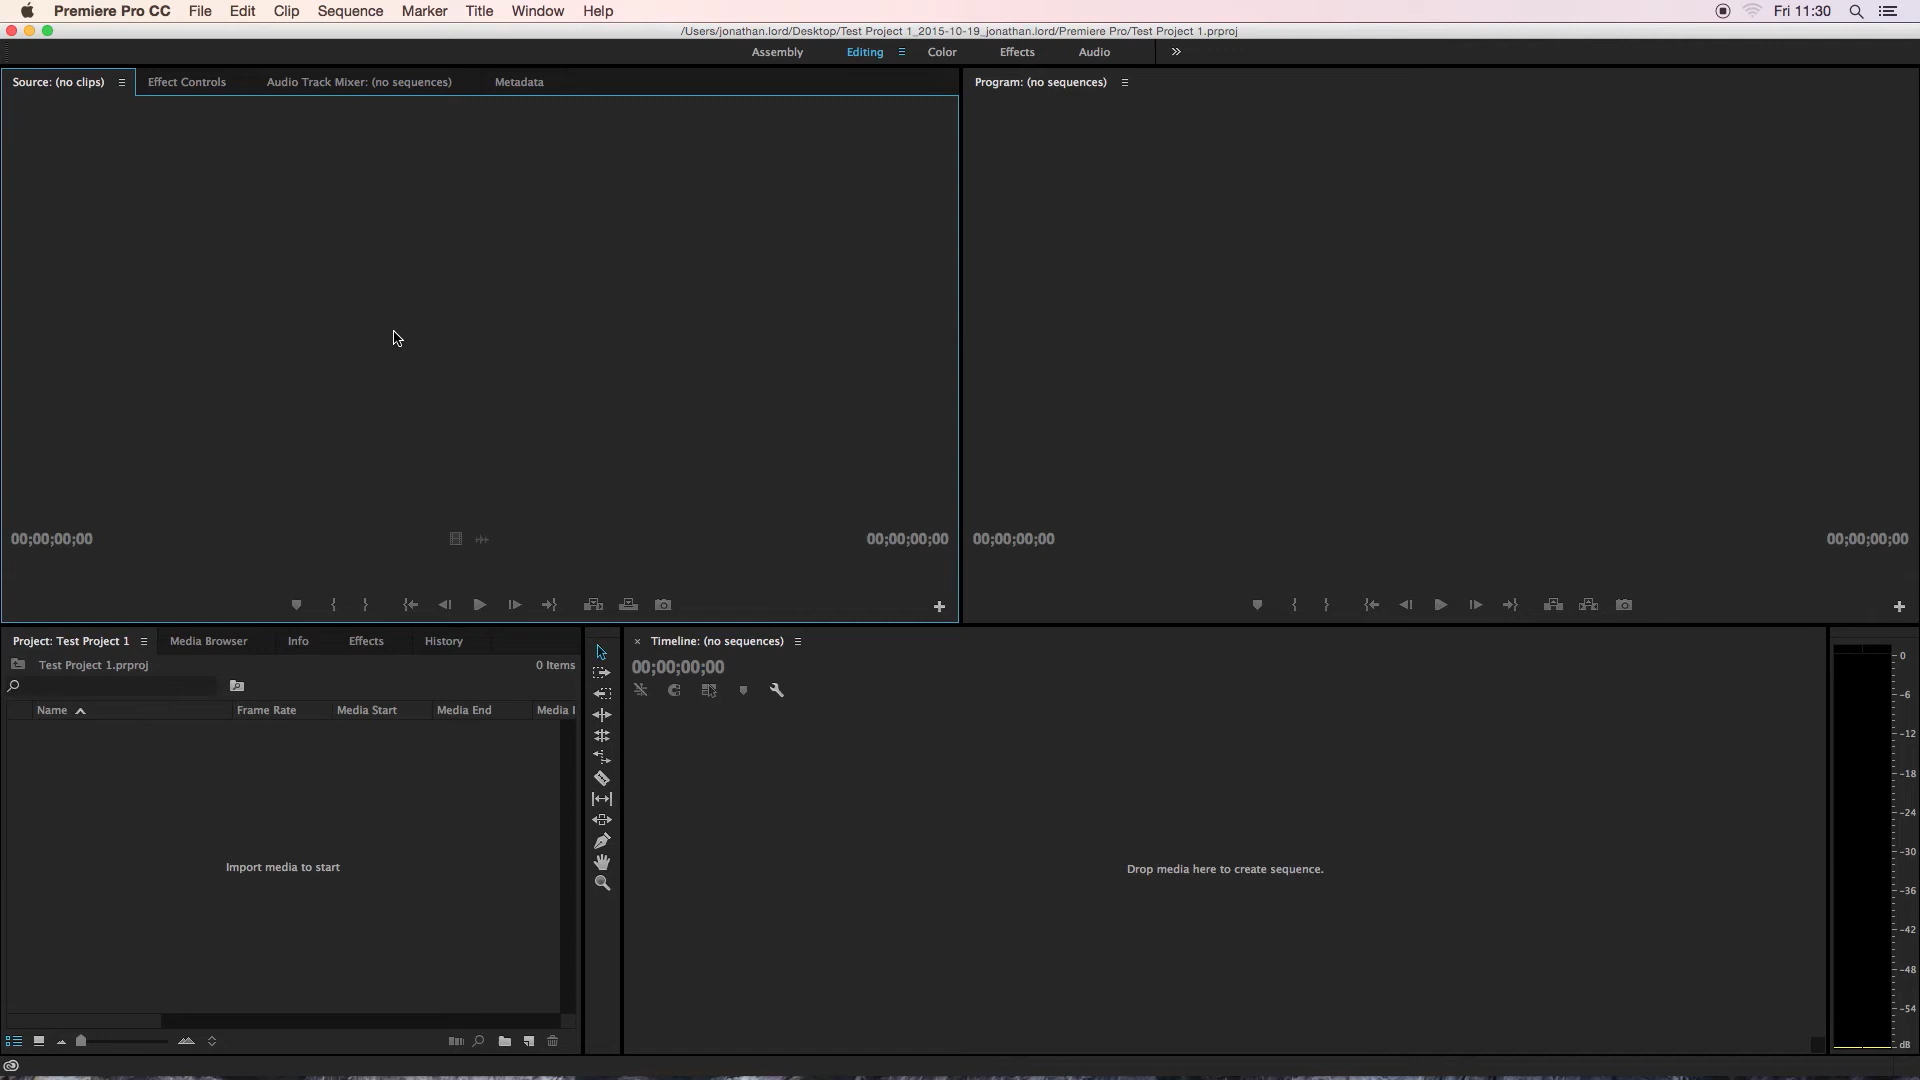 Premiere Pro CC File Edit Clip Sequence Marker Title Window Help Fri 11:30
/Users/jonathan.lord/Desktop/Test Project 1_2015-10-19_jonathan.lord/Premiere Pro/Test Project 1.prproj
Assembly Editing Color Effects Audio
Source: (no clips) Effect Controls Audio Track Mixer: (no sequences) Metadata
Program: (no sequences)
00;00;00;00 00;00;00;00
00;00;00;00 00;00;00;00
Project: Test Project 1 Media Browser Info Effects History
Test Project 1.prproj 0 Items
Name Frame Rate Media Start Media End Media
Import media to start
Timeline: (no sequences)
00;00;00;00
Drop media here to create sequence.
0
-6
-12
-18
-24
-30
-36
-42
-48
-54
dB